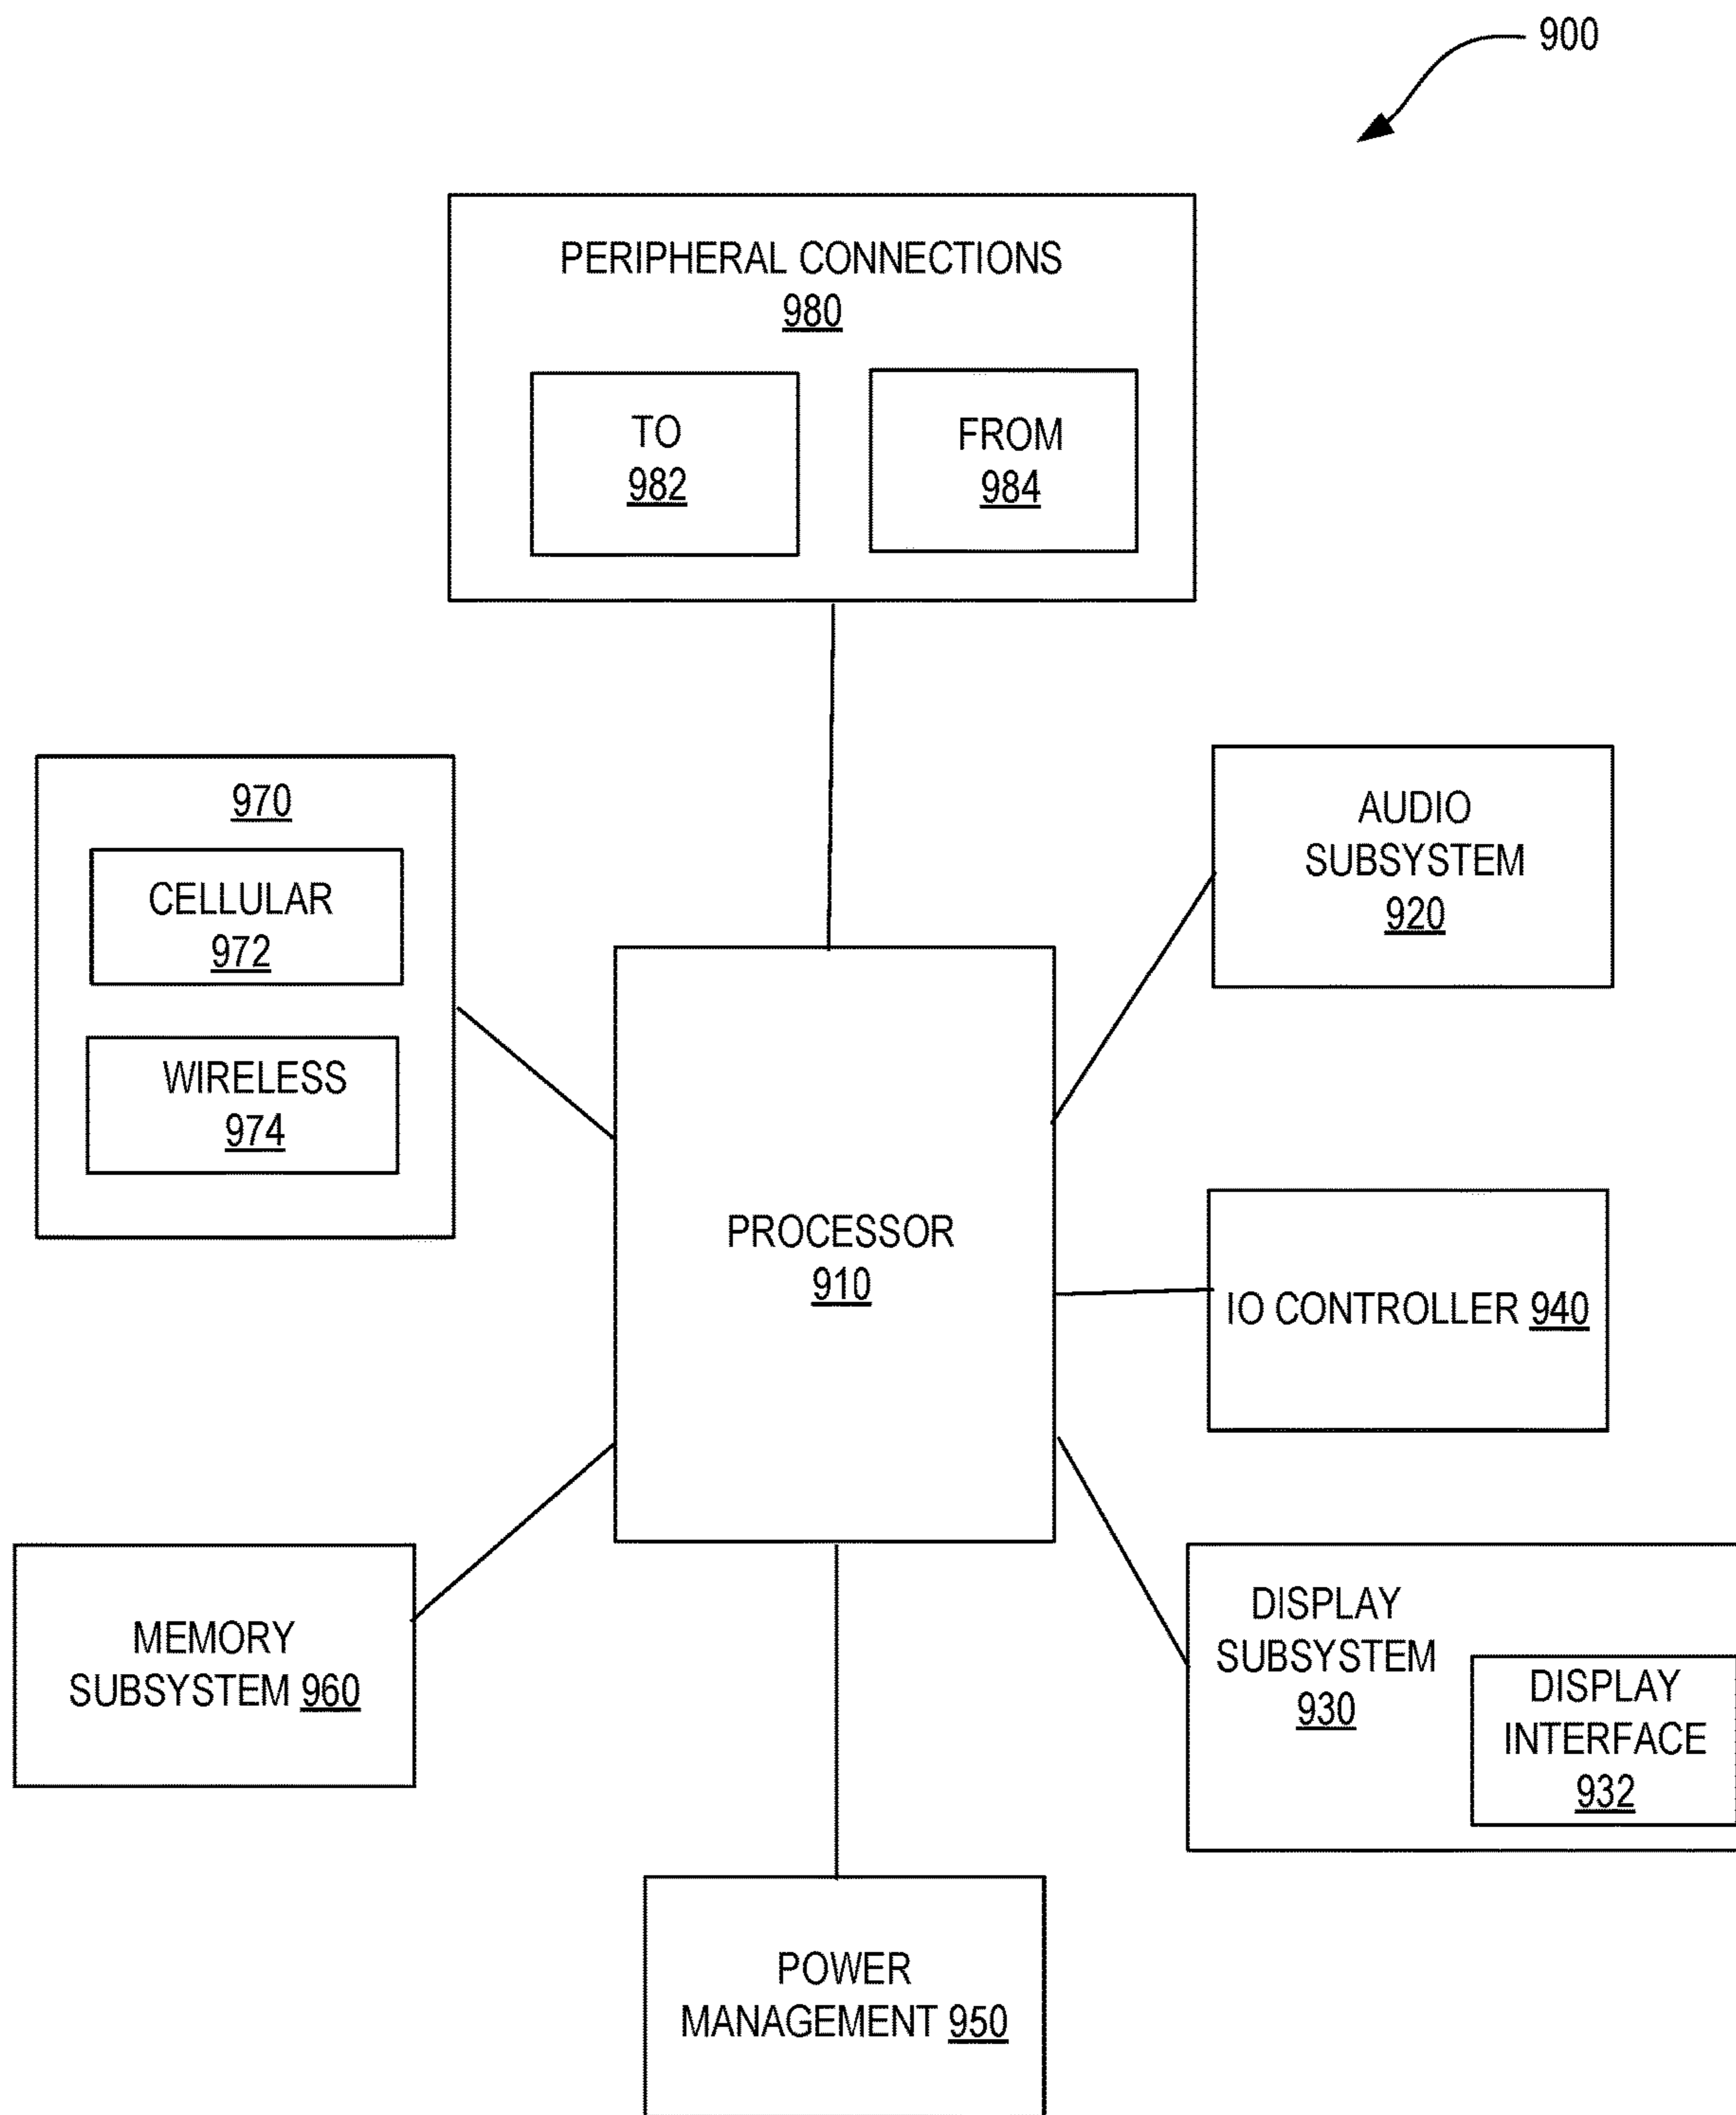 900
PERIPHERAL CONNECTIONS
980
TO
982
FROM
984
970
CELLULAR
972
WIRELESS
974
AUDIO
SUBSYSTEM
920
PROCESSOR
910
IO CONTROLLER 940
MEMORY
SUBSYSTEM 960
DISPLAY
SUBSYSTEM
930
DISPLAY
INTERFACE
932
POWER
MANAGEMENT 950